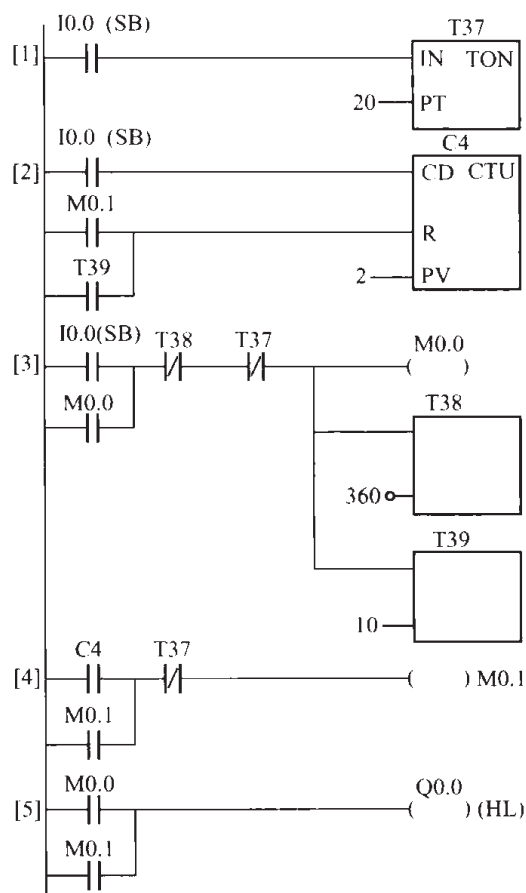 I0.0 (SB)
T37
[1]
IN TON
20
PT
I0.0 (SB)
C4
[2]
CD CTU
M0.1
R
T39
2
PV
I0.0(SB)
T38
T37
M0.0
[3]
( )
M0.0
T38
360
T39
10
C4
T37
[4]
( ) M0.1
M0.1
M0.0
Q0.0
[5]
( ) (HL)
M0.1